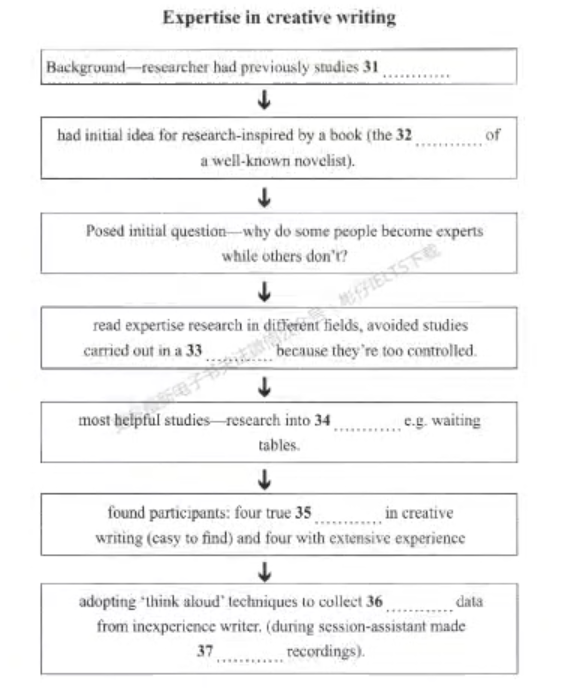 Expertise in creative writing
Background—researcher had previously studies 31 ............
had initial idea for research-inspired by a book (the 32 ............ of
a well-known novelist).
Posed initial question—why do some people become experts
while others don't?
read expertise research in different fields, avoided studies
carried out in a 33 ............ because they're too controlled.
most helpful studies—research into 34 ............ e.g. waiting
tables.
found participants: four true 35 ............ in creative
writing (easy to find) and four with extensive experience
adopting 'think aloud' techniques to collect 36 ............ data
from inexperience writer. (during session-assistant made
37 ............ recordings).